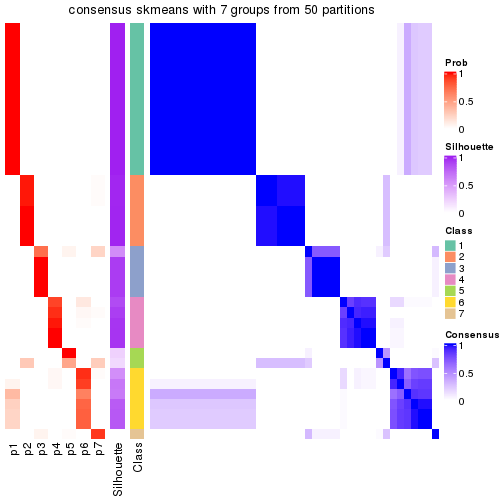 consensus skmeans with 7 groups from 50 partitions
Prob
1
0.5
0
Silhouette
1
0.5
0
Class
1
2
3
4
5
6
7
Consensus
1
0.5
0
p1
p2
p3
p4
p5
p6
p7
Silhouette
Class